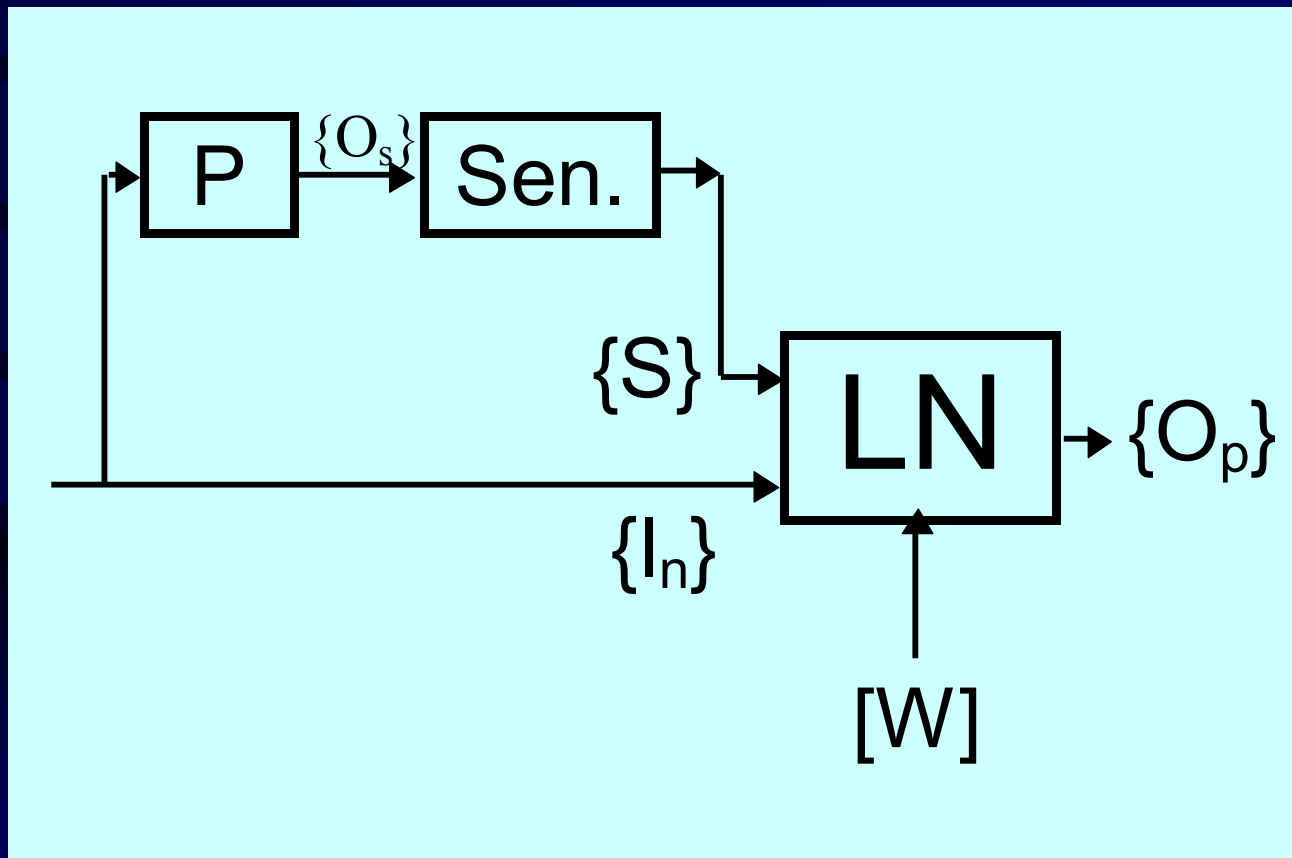 P
{Oₛ}
Sen.
{S}
LN
{Oₚ}
{Iₙ}
[W]